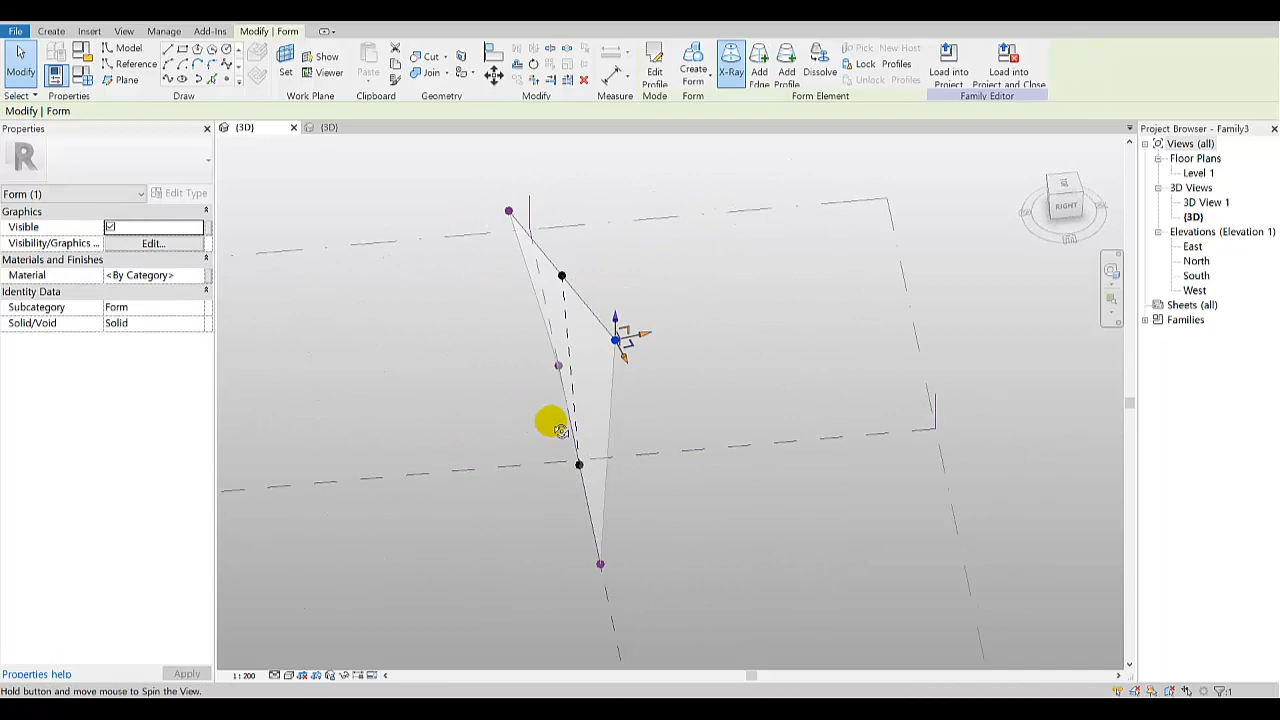 File Create Insert View Manage Add-Ins Modify | Form
Model Show Cut
Modify Reference Set Viewer Paste Join Edit Profile Create Form X-Ray Add Edge Add Profile Dissolve Pick New Host Lock Profiles Unlock Profiles Load into Project Load into Project and Close
Plane
Select Properties Draw Work Plane Clipboard Geometry Modify Measure Mode Form Form Element Family Editor
Modify | Form
Properties
{3D}
{3D}
Project Browser - Family3
R
Form (1) Edit Type
Graphics
Visible
Visibility/Graphics ... Edit...
Materials and Finishes
Material <By Category>
Identity Data
Subcategory Form
Solid/Void Solid
RIGHT
Views (all)
Floor Plans
Level 1
3D Views
3D View 1
{3D}
Elevations (Elevation 1)
East
North
South
West
Sheets (all)
Families
Properties help Apply
1 : 200
Hold button and move mouse to Spin the View.
:1